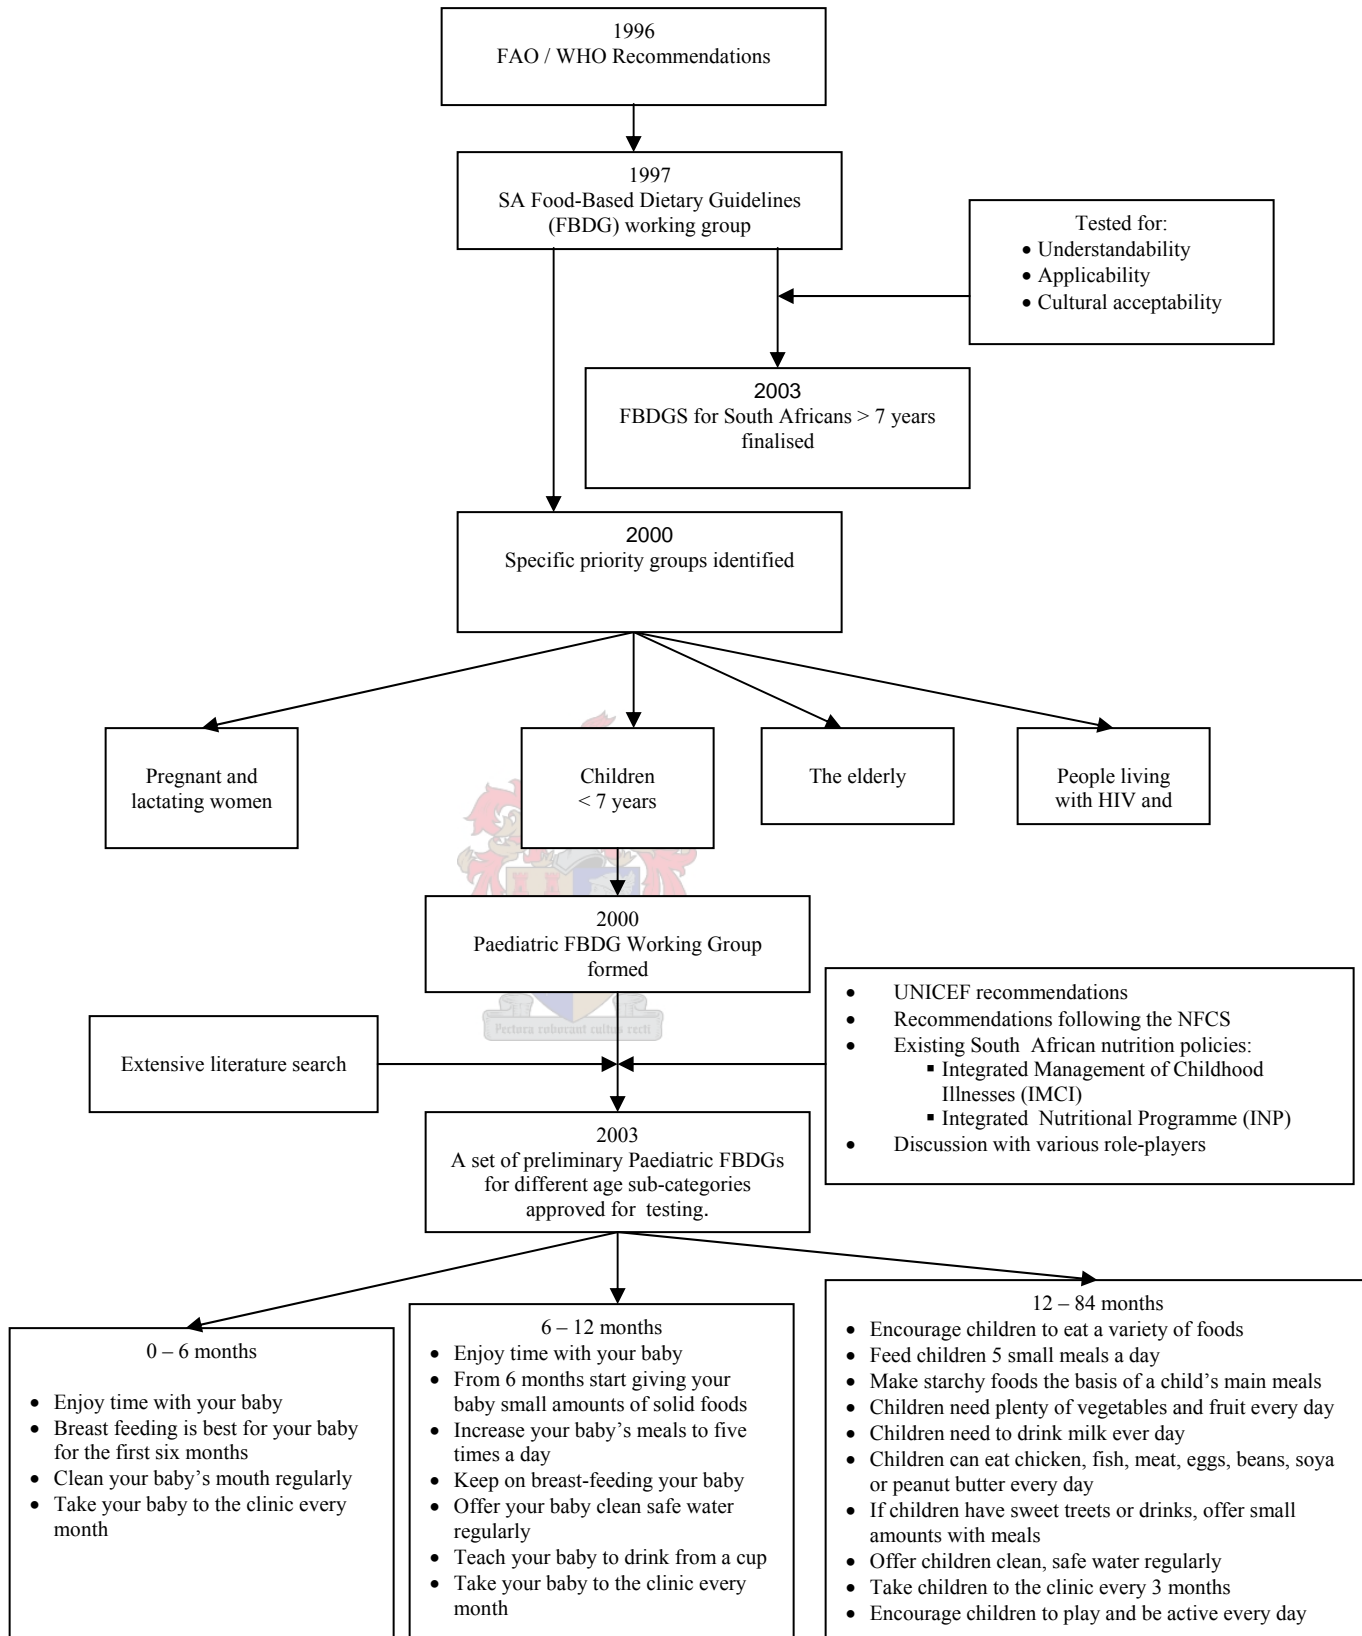 1996
FAO / WHO Recommendations
1997
SA Food-Based Dietary Guidelines
(FBDG) working group
Tested for:
• Understandability
• Applicability
• Cultural acceptability
2003
FBDGS for South Africans > 7 years
finalised
2000
Specific priority groups identified
Pregnant and
lactating women
Children
< 7 years
The elderly
People living
with HIV and
2000
Paediatric FBDG Working Group
formed
Pectora roborant cultus recti
Extensive literature search
• UNICEF recommendations
• Recommendations following the NFCS
• Existing South African nutrition policies:
▪ Integrated Management of Childhood
Illnesses (IMCI)
▪ Integrated Nutritional Programme (INP)
• Discussion with various role-players
2003
A set of preliminary Paediatric FBDGs
for different age sub-categories
approved for testing.
0 – 6 months
• Enjoy time with your baby
• Breast feeding is best for your baby
for the first six months
• Clean your baby's mouth regularly
• Take your baby to the clinic every
month
6 – 12 months
• Enjoy time with your baby
• From 6 months start giving your
baby small amounts of solid foods
• Increase your baby's meals to five
times a day
• Keep on breast-feeding your baby
• Offer your baby clean safe water
regularly
• Teach your baby to drink from a cup
• Take your baby to the clinic every
month
12 – 84 months
• Encourage children to eat a variety of foods
• Feed children 5 small meals a day
• Make starchy foods the basis of a child's main meals
• Children need plenty of vegetables and fruit every day
• Children need to drink milk ever day
• Children can eat chicken, fish, meat, eggs, beans, soya
or peanut butter every day
• If children have sweet treets or drinks, offer small
amounts with meals
• Offer children clean, safe water regularly
• Take children to the clinic every 3 months
• Encourage children to play and be active every day